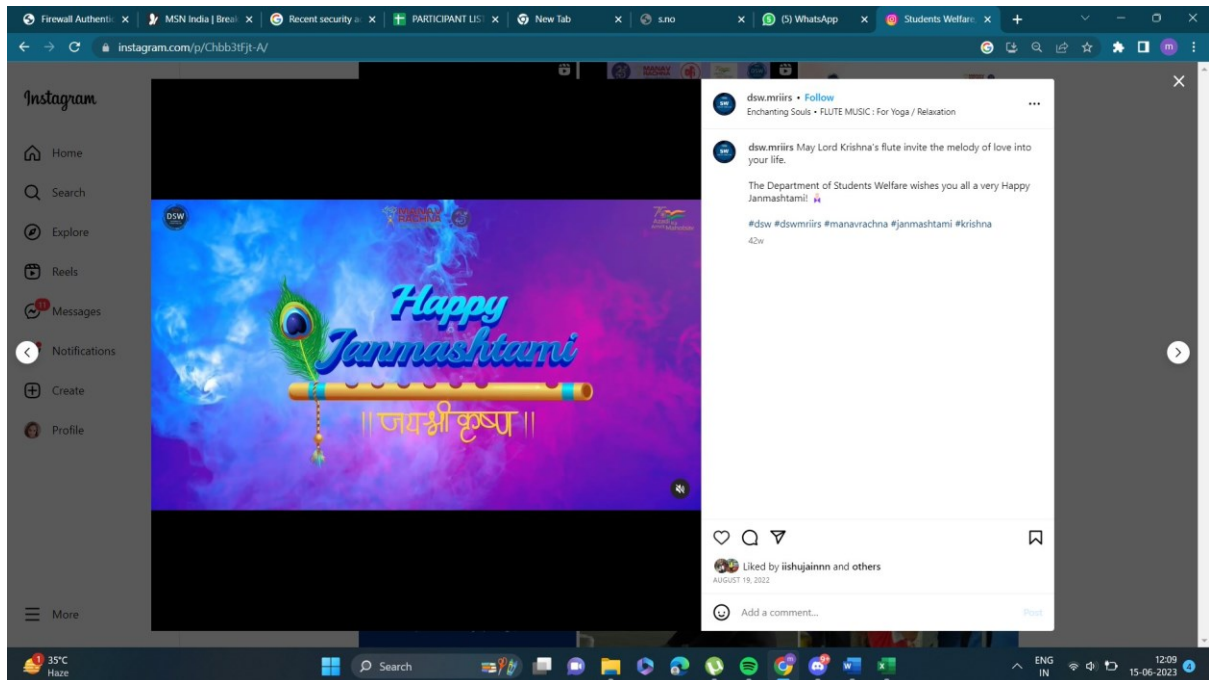 Firewall Authentic
MSN India | Break
Recent security a
PARTICIPANT LIST
New Tab
s.no
(5) WhatsApp
Students Welfare
instagram.com/p/Chbb3tFjt-A/
Instagram
Home
Search
Explore
Reels
11
Messages
Notifications
Create
Profile
More
DSW
MANAV
RACHNA
Happy
Janmashtami
|| जय श्री कृष्ण ||
dsw.mriirs • Follow
Enchanting Souls • FLUTE MUSIC : For Yoga / Relaxation
dsw.mriirs May Lord Krishna's flute invite the melody of love into
your life.
The Department of Students Welfare wishes you all a very Happy
Janmashtami!
#dsw #dswmriirs #manavrachna #janmashtami #krishna
42w
Liked by iishujainnn and others
AUGUST 19, 2022
Add a comment...
Post
1
35°C
Haze
Search
ENG
IN
12:09
15-06-2023
4